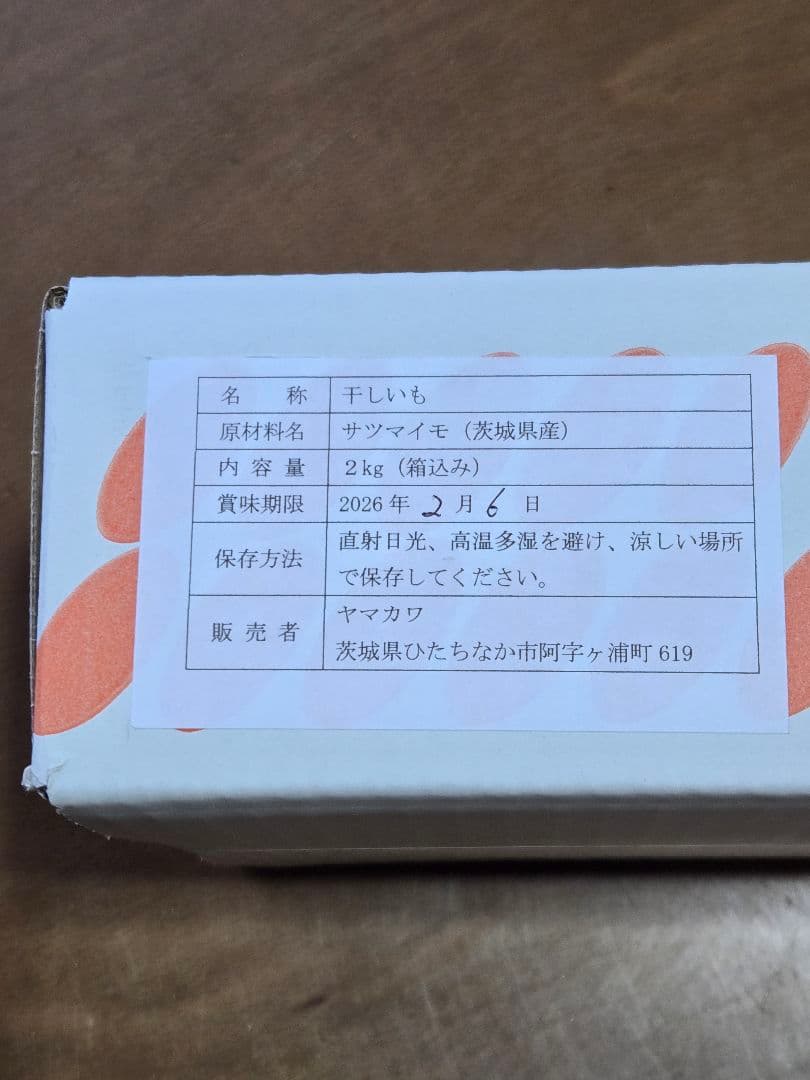 名 称 干しいも
原材料名 サツマイモ（茨城県産）
内 容 量 ２kg（箱込み）
賞味期限 2026年 2 月 6 日
保存方法 直射日光、高温多湿を避け、涼しい場所
で保存してください。
販 売 者 ヤマカワ
茨城県ひたちなか市阿字ヶ浦町 619